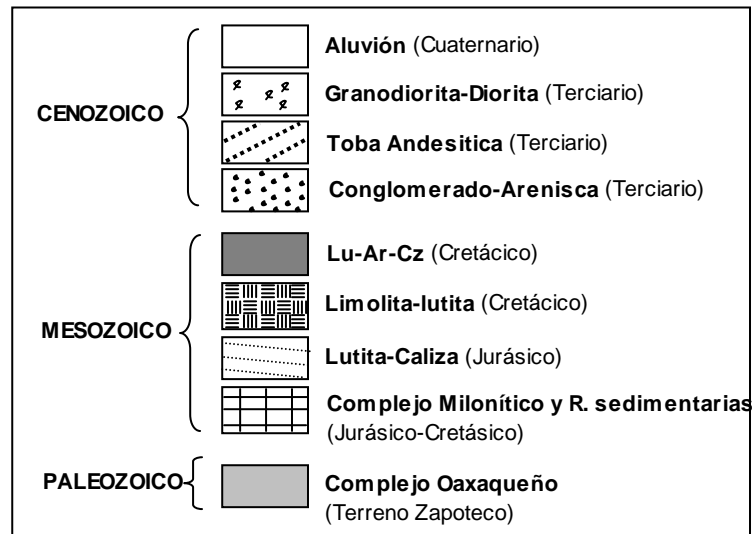 CENOZOICO
Aluvión (Cuaternario)
Granodiorita-Diorita (Terciario)
Toba Andesitica (Terciario)
Conglomerado-Arenisca (Terciario)
MESOZOICO
Lu-Ar-Cz (Cretácico)
Limolita-lutita (Cretácico)
Lutita-Caliza (Jurásico)
Complejo Milonítico y R. sedimentarias
(Jurásico-Cretásico)
PALEOZOICO
Complejo Oaxaqueño
(Terreno Zapoteco)